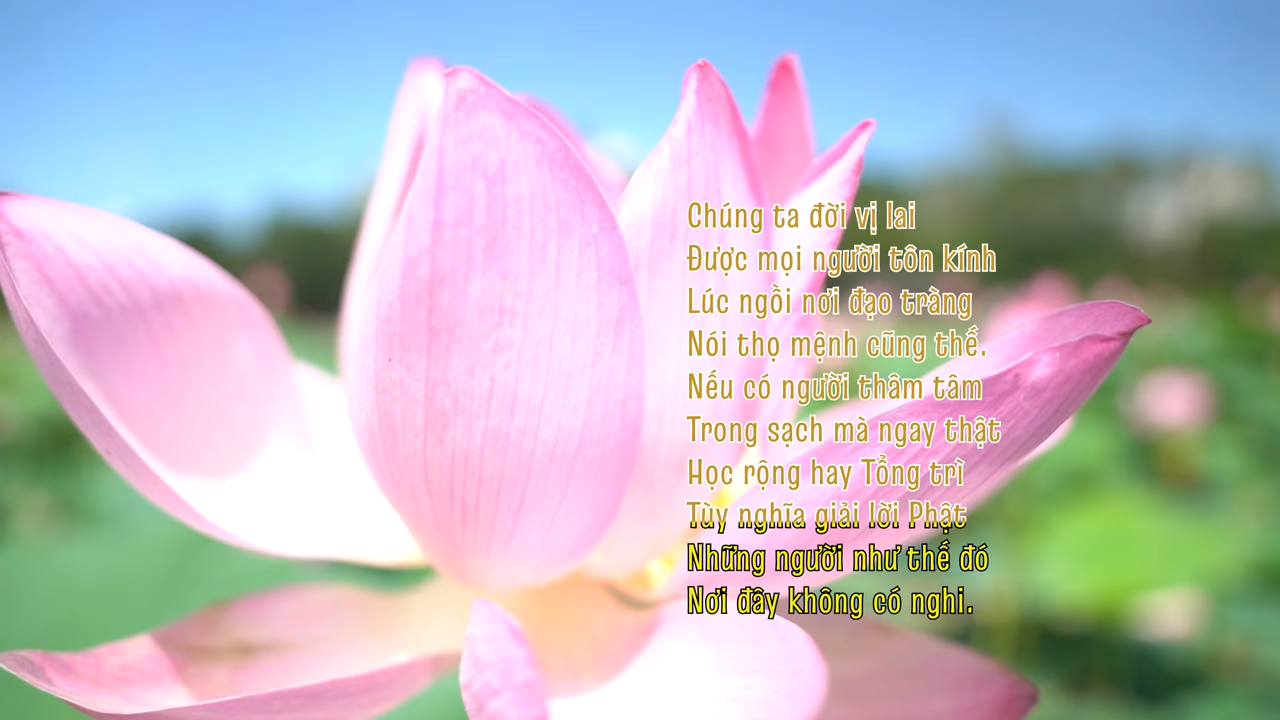 Chúng ta đời vị lai
Được mọi người tôn kính
Lúc ngồi nơi đạo tràng
Nói thọ mệnh cũng thế.
Nếu có người thâm tâm
Trong sạch mà ngay thật
Học rộng hay Tổng trì
Tùy nghĩa giải lời Phật
Những người như thế đó
Nơi đây không có nghi.